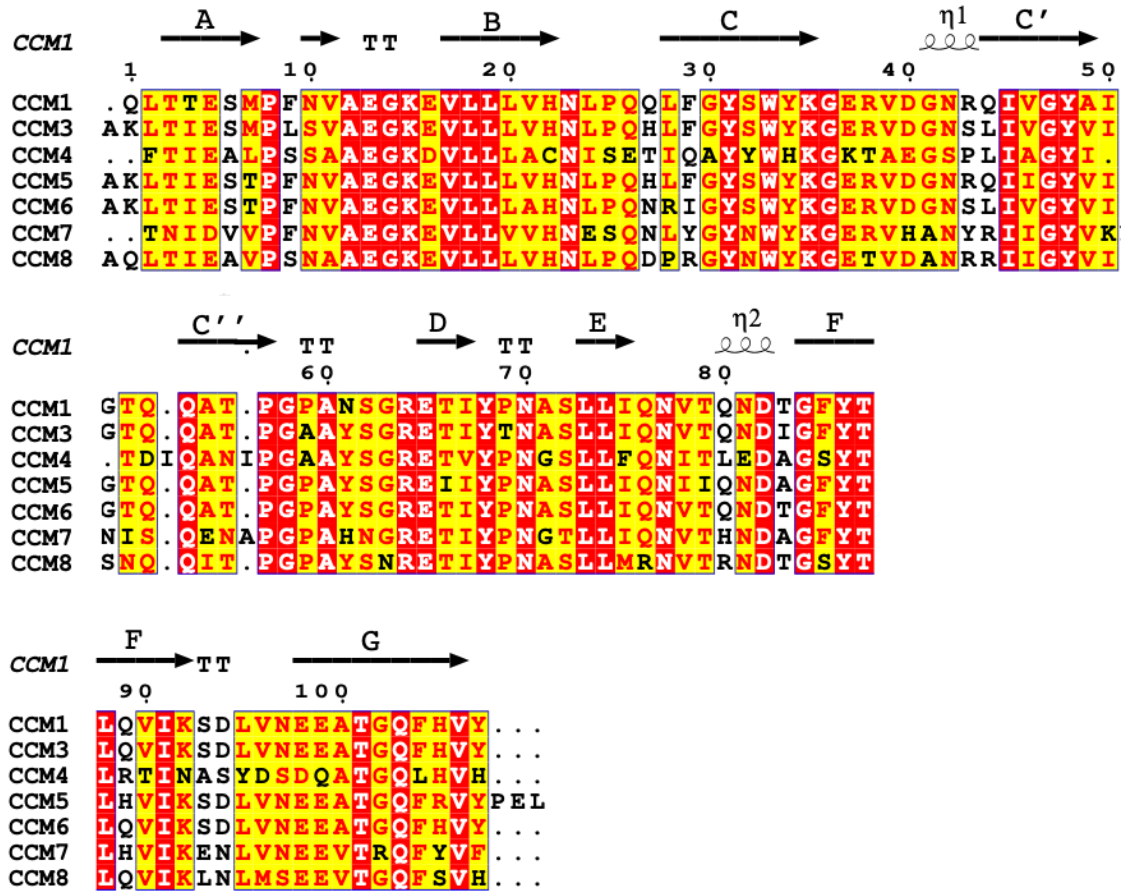 A B C η1 C'
CCM1 TT
1 10 20 30 40 50
CCM1 .QLTTESMPFNVAEGKEVLLLVHNLPQQLFGYSWYKGERVDGNRQIVGYAI
CCM3 AKLTIESMPLSVAEGKEVLLLVHNLPQHLFGYSWYKGERVDGNSLIVGYVI
CCM4 ..FTIEALPSSAAEGKDVLLLACNISETIQAYYWHKGKTAEGSPLIAGYI.
CCM5 AKLTIESTPFNVAEGKEVLLLVHNLPQHLFGYSWYKGERVDGNRQIIGYVI
CCM6 AKLTIESTPFNVAEGKEVLLLAHNLPQNRIGYSWYKGERVDGNSLIVGYVI
CCM7 ..TNIDVVPFNVAEGKEVLLVVHNESQNLYGYNWYKGERVHANYRIIGYVK
CCM8 AQLTIEAVPSNAAEGKEVLLLVHNLPQDPRGYNWYKGETVDANRRIIGYVI
C'' D E η2 F
CCM1 TT TT
60 70 80
CCM1 GTQ.QAT.PGPANSGRETIYPNASLLIQNVTQNDTGFYT
CCM3 GTQ.QAT.PGAAYSGRETIYTNASLLIQNVTQNDIGFYT
CCM4 .TDIQANIPGAAYSGRETVYPNGSLLFQNITLEDAGSYT
CCM5 GTQ.QAT.PGPAYSGREIIYPNASLLIQNVIQNDAGFYT
CCM6 GTQ.QAT.PGPAYSGRETIYPNASLLIQNVTQNDTGFYT
CCM7 NIS.QENAPGPAHNGRETIYPNGTLLIQNVTHNDAGFYT
CCM8 SNQ.QIT.PGPAYSNRETIYPNASLLMRNVTRNDTGSYT
F G
CCM1 TT
90 100
CCM1 LQVIKSDLVNEEATGQFHVY...
CCM3 LQVIKSDLVNEEATGQFHVY...
CCM4 LRTINASYDSDQATGQLHVH...
CCM5 LHVIKSDLVNEEATGQFRVYPEL
CCM6 LQVIKSDLVNEEATGQFHVY...
CCM7 LHVIKENLVNEEVTRQFYVF...
CCM8 LQVIKLNLMSEEVTGQFSVH...